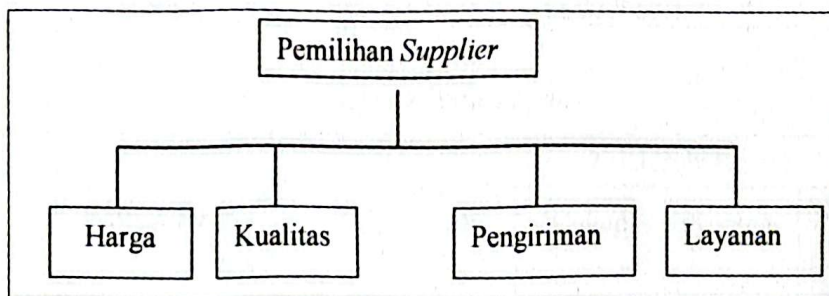 Pemilihan Supplier
Harga
Kualitas
Pengiriman
Layanan